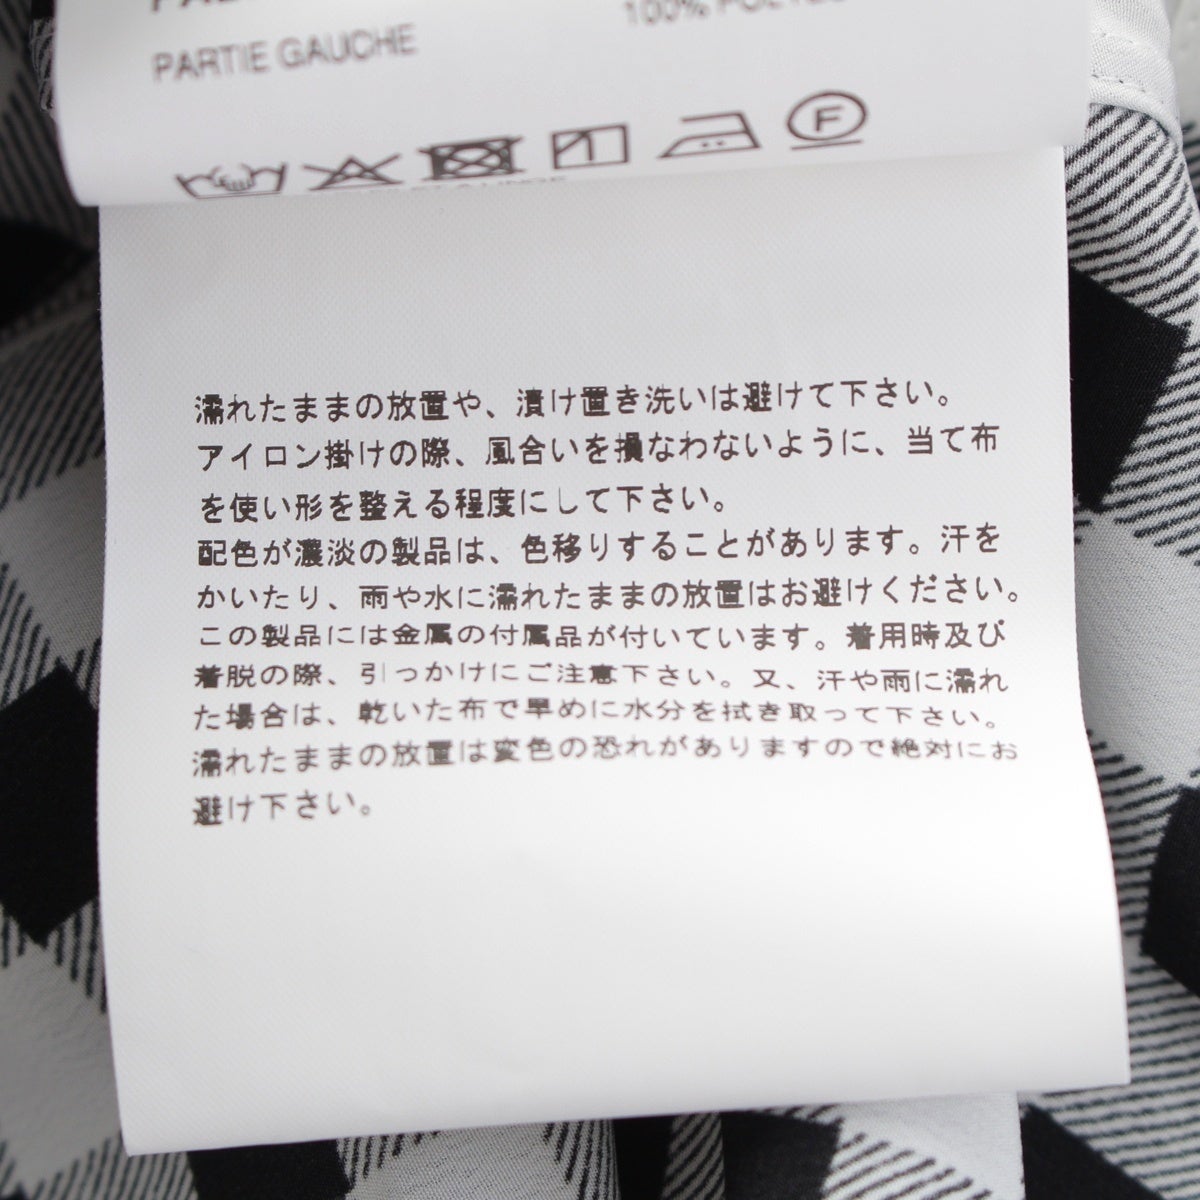 PARTIE GAUCHE
100%
F
濡れたままの放置や、漬け置き洗いは避けて下さい。
アイロン掛けの際、風合いを損なわないように、当て布
を使い形を整える程度にして下さい。
配色が濃淡の製品は、色移りすることがあります。汗を
かいたり、雨や水に濡れたままの放置はお避けください。
この製品には金属の付属品が付いています。着用時及び
着脱の際、引っかけにご注意下さい。又、汗や雨に濡れ
た場合は、乾いた布で早めに水分を拭き取って下さい。
濡れたままの放置は変色の恐れがありますので絶対にお
避け下さい。